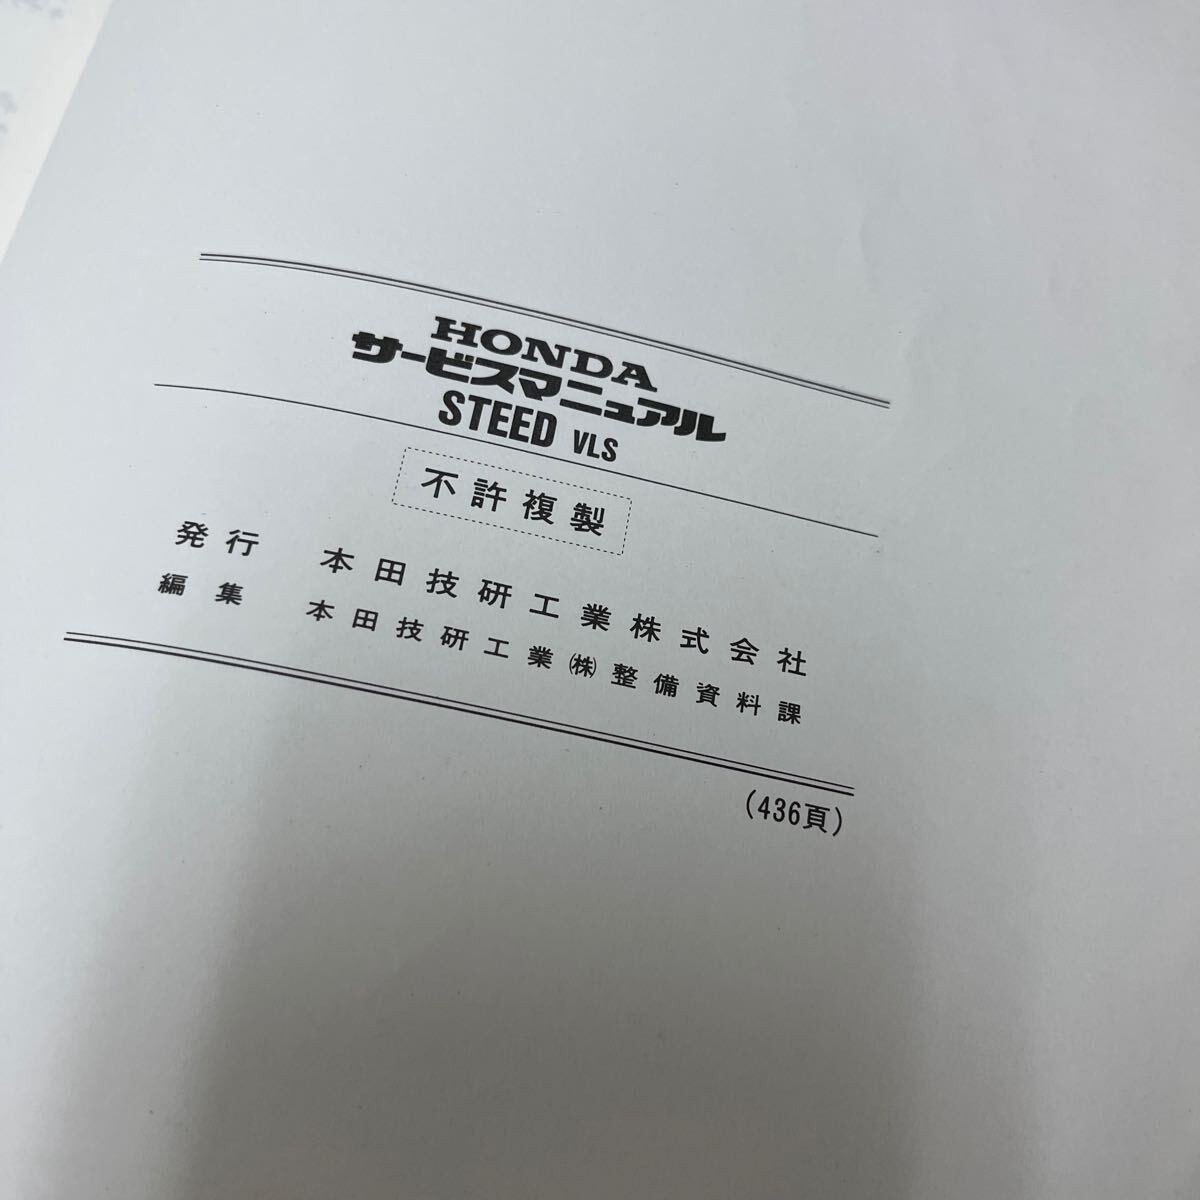 HONDA
サービスマニュアル
STEED VLS
不許複製
発行 本田技研工業株式会社
編集 本田技研工業㈱整備資料課
(436頁)